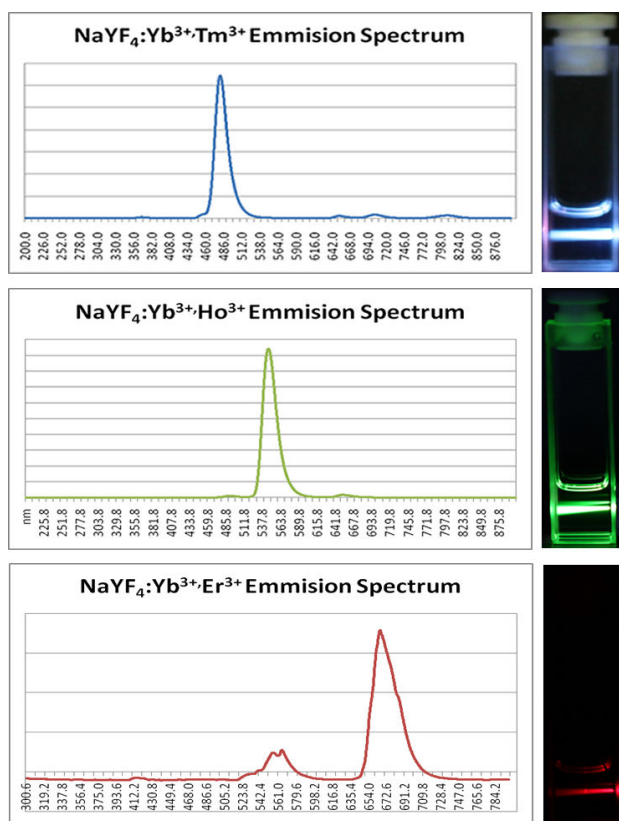 NaYF₄:Yb³⁺,Tm³⁺ Emmision Spectrum
200.0 226.0 252.0 278.0 304.0 330.0 356.0 382.0 408.0 434.0 460.0 486.0 512.0 538.0 564.0 590.0 616.0 642.0 668.0 694.0 720.0 746.0 772.0 798.0 824.0 850.0 876.0
NaYF₄:Yb³⁺,Ho³⁺ Emmision Spectrum
nm 225.8 251.8 277.8 303.8 329.8 355.8 381.8 407.8 433.8 459.8 485.8 511.8 537.8 563.8 589.8 615.8 641.8 667.8 693.8 719.8 745.8 771.8 797.8 823.8 849.8 875.8
NaYF₄:Yb³⁺,Er³⁺ Emmision Spectrum
300.6 319.2 337.8 356.4 375.0 393.6 412.2 430.8 449.4 468.0 486.6 505.2 523.8 542.4 561.0 579.6 598.2 616.8 635.4 654.0 672.6 691.2 709.8 728.4 747.0 765.6 784.2